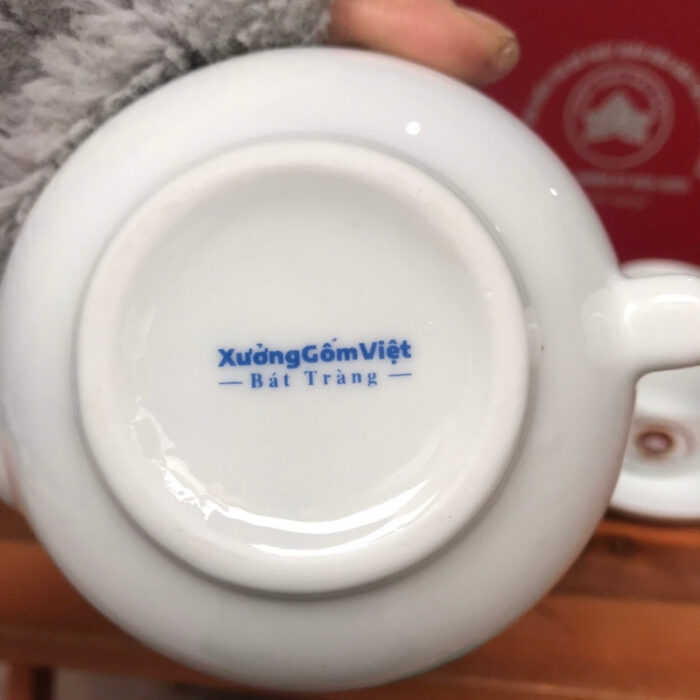 XưởngGốmViệt
— Bát Tràng —